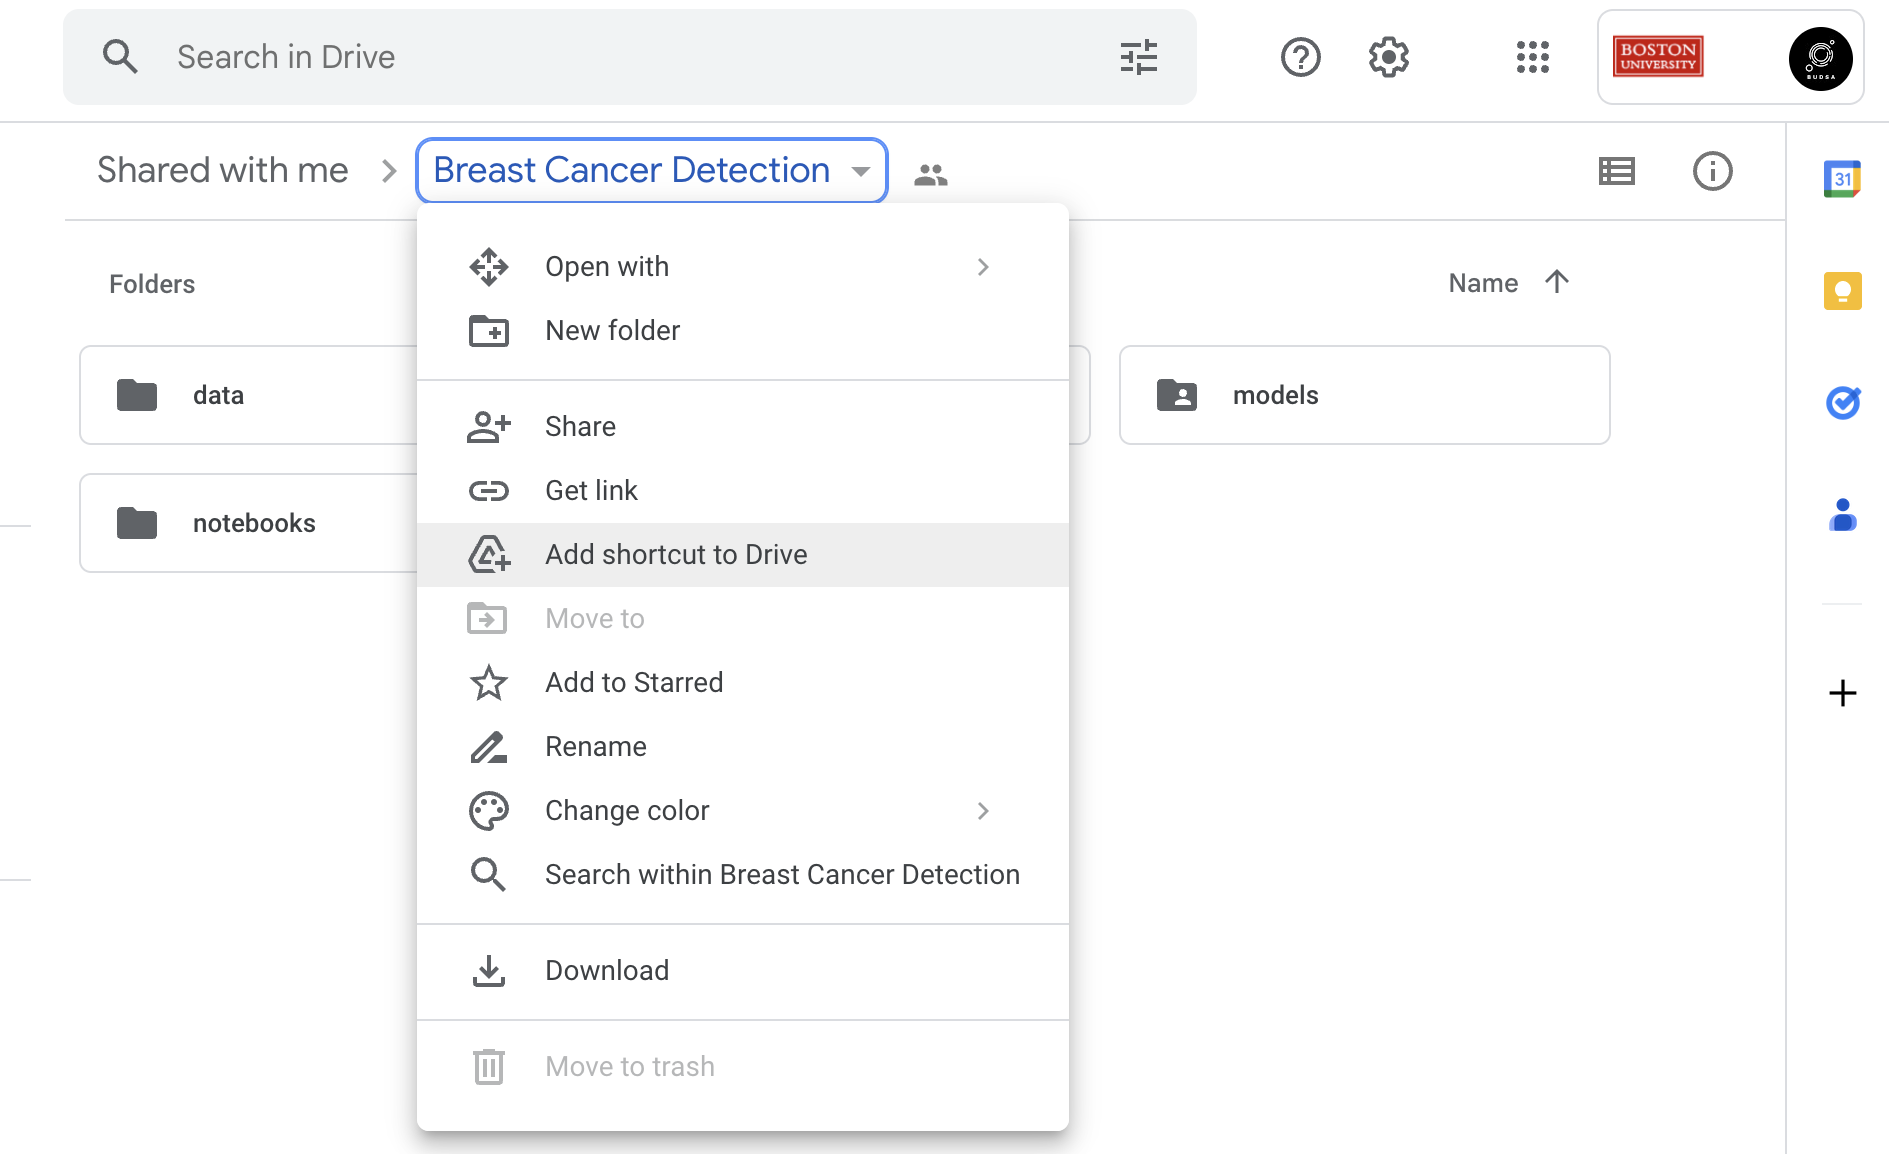 Search in Drive
BOSTON
UNIVERSITY
BUDSA
Shared with me
Breast Cancer Detection
31
Folders
Name
data
models
notebooks
Open with
New folder
Share
Get link
Add shortcut to Drive
Move to
Add to Starred
Rename
Change color
Search within Breast Cancer Detection
Download
Move to trash